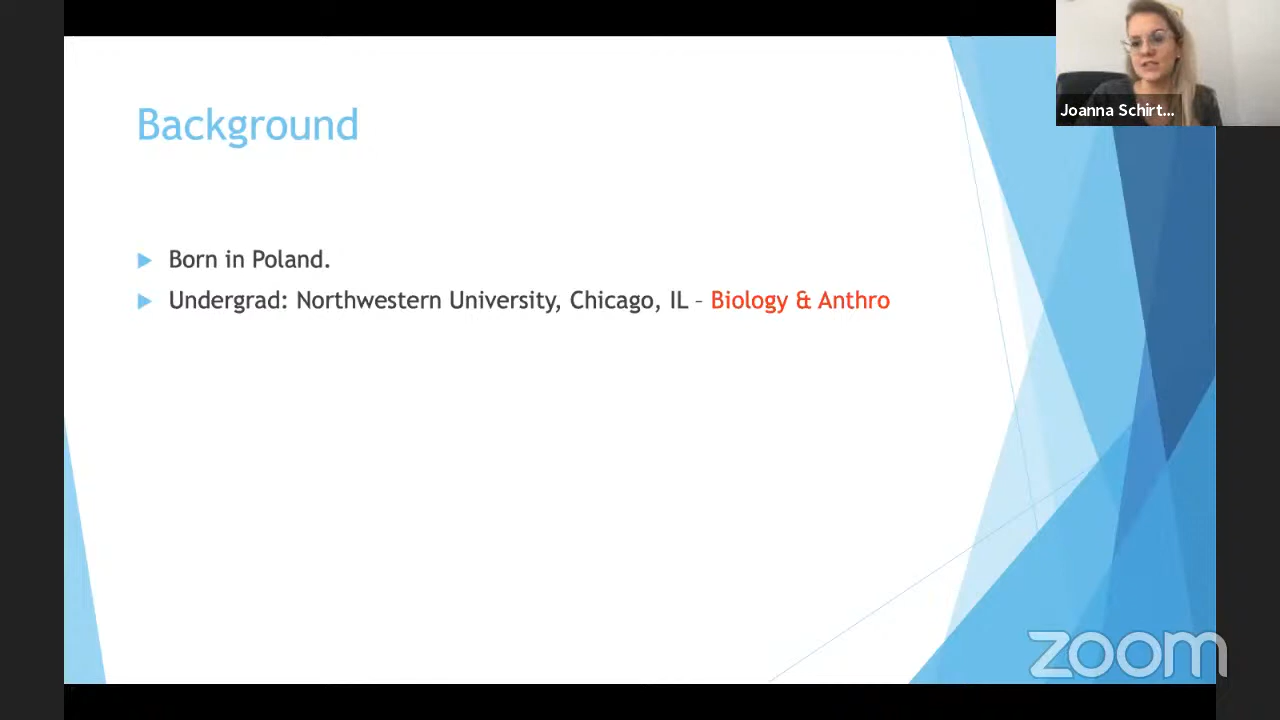 Joanna Schirt...
Background
Born in Poland.
Undergrad: Northwestern University, Chicago, IL – Biology & Anthro
zoom